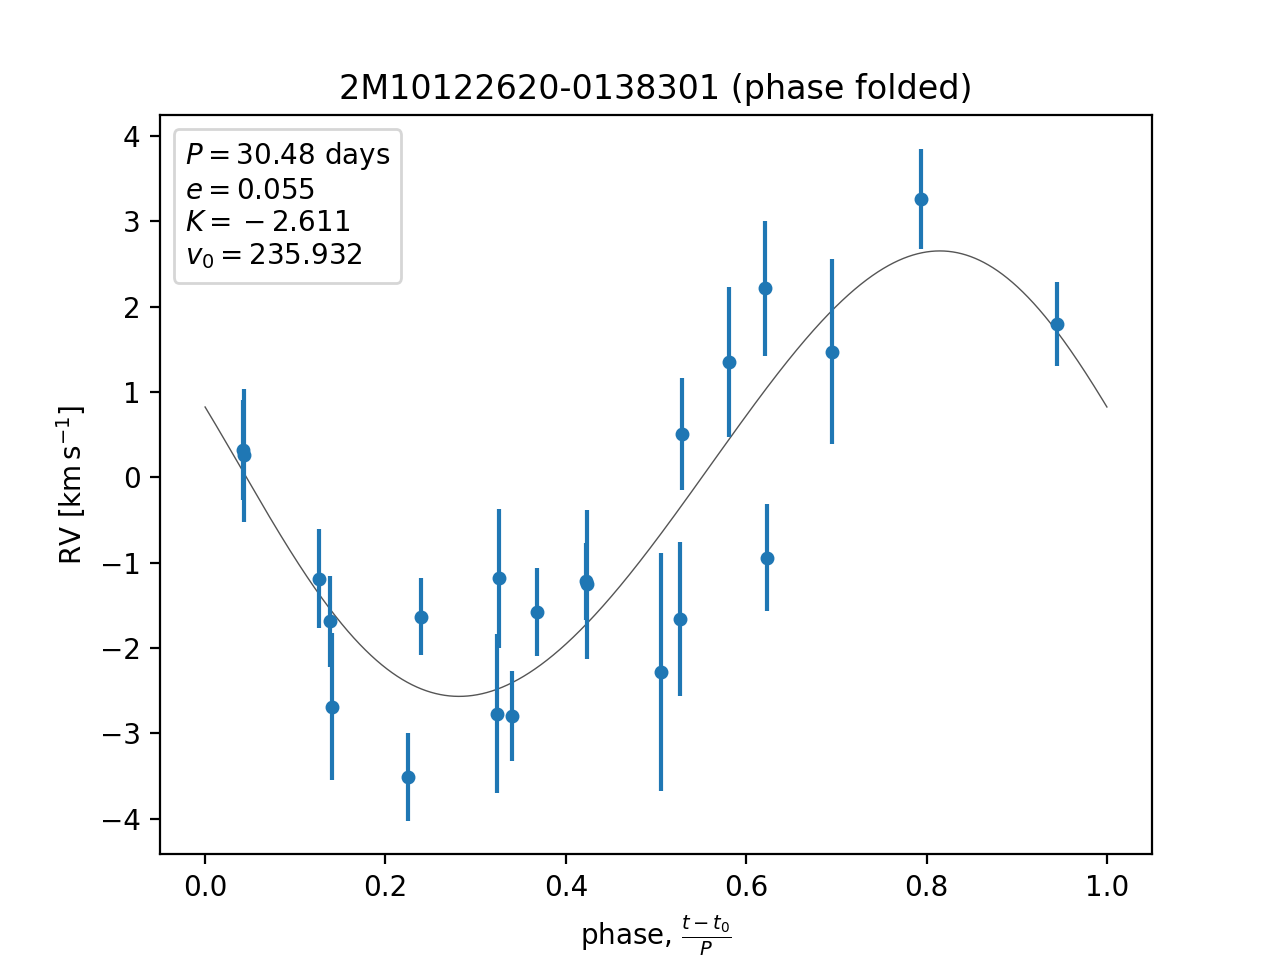 2M10122620-0138301 (phase folded)
P = 30.48 days
e = 0.055
K = −2.611
v₀ = 235.932
RV [km s⁻¹]
4
3
2
1
0
−1
−2
−3
−4
0.0 0.2 0.4 0.6 0.8 1.0
phase, (t − t₀)/P